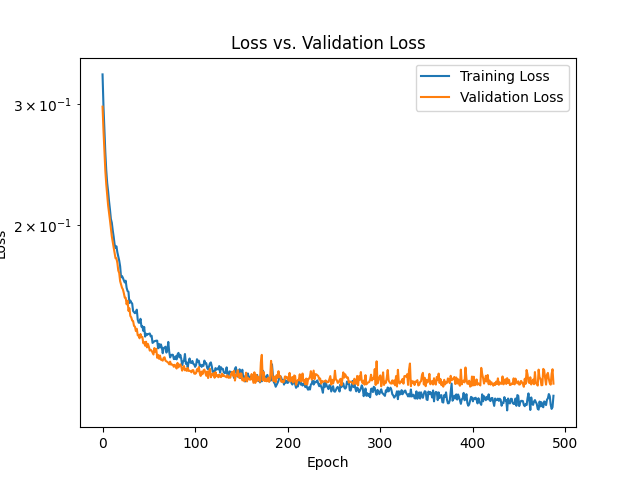 Loss vs. Validation Loss
Training Loss
Validation Loss
3 × 10⁻¹
2 × 10⁻¹
Loss
0 100 200 300 400 500
Epoch